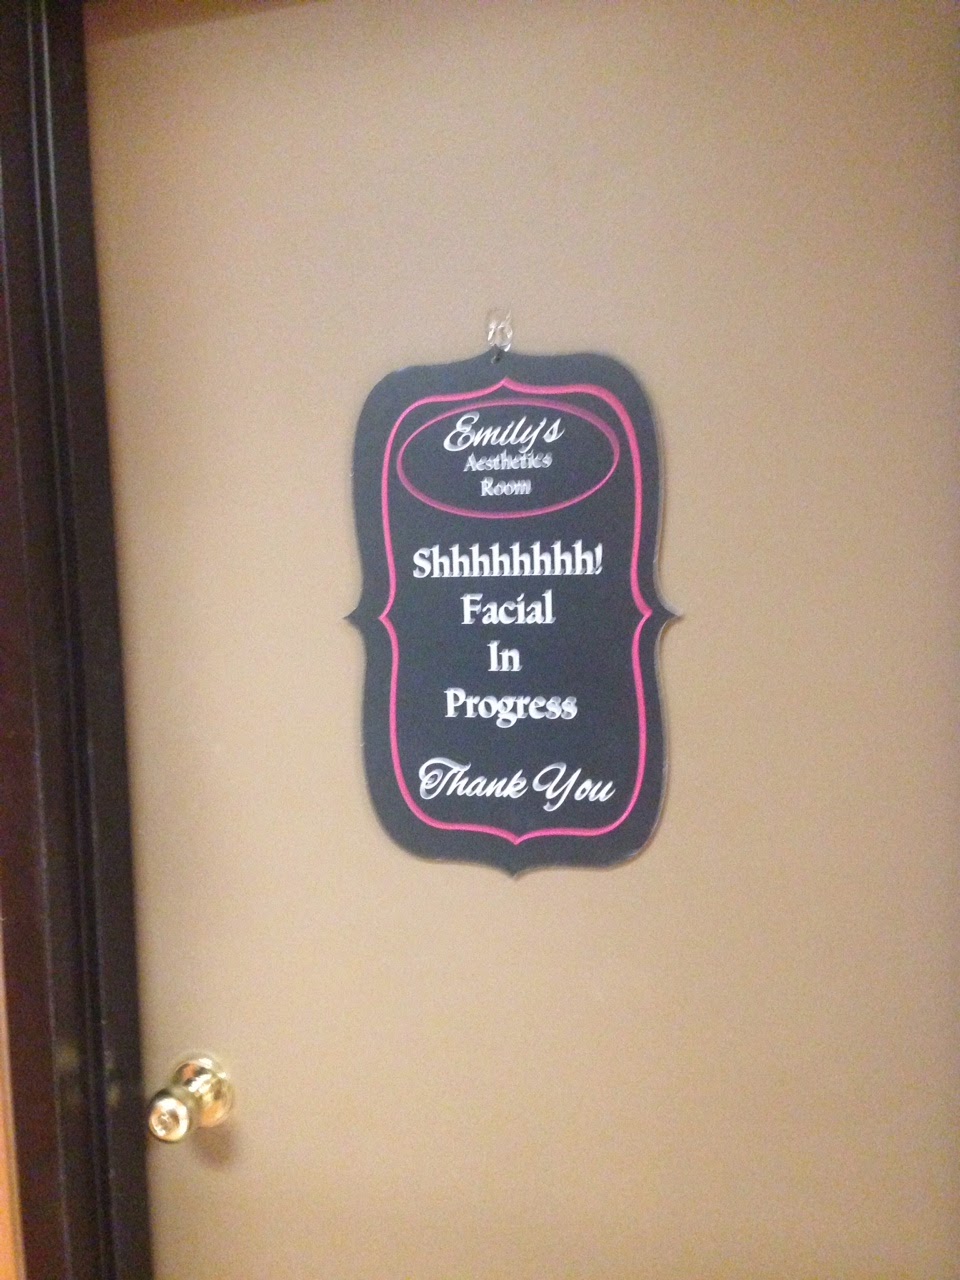 Emily's
Aesthetics
Room
Shhhhhhhh!
Facial
In
Progress
Thank You